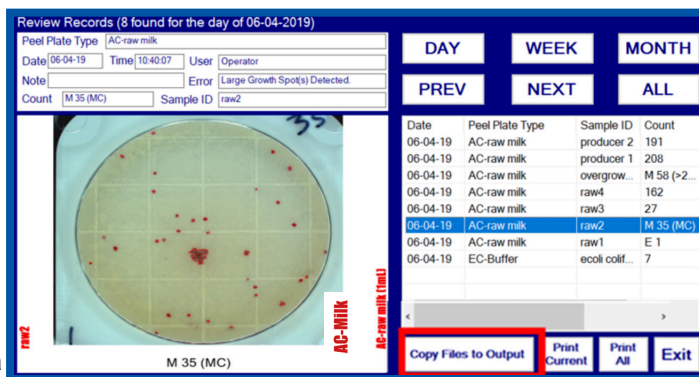 Review Records (8 found for the day of 06-04-2019)
Peel Plate Type AC-raw milk
Date 06-04-19 Time 10:40:07 User Operator
Note Error Large Growth Spot(s) Detected.
Count M 35 (MC) Sample ID raw2
35
raw2
AC-Milk
AC-raw milk (1mL)
1
M 35 (MC)
DAY WEEK MONTH
PREV NEXT ALL
Date Peel Plate Type Sample ID Count
06-04-19 AC-raw milk producer 2 191
06-04-19 AC-raw milk producer 1 208
06-04-19 AC-raw milk overgrow... M 58 (>2...
06-04-19 AC-raw milk raw4 162
06-04-19 AC-raw milk raw3 27
06-04-19 AC-raw milk raw2 M 35 (MC)
06-04-19 AC-raw milk raw1 E 1
06-04-19 EC-Buffer ecoli colif... 7
Copy Files to Output
Print Current
Print All
Exit